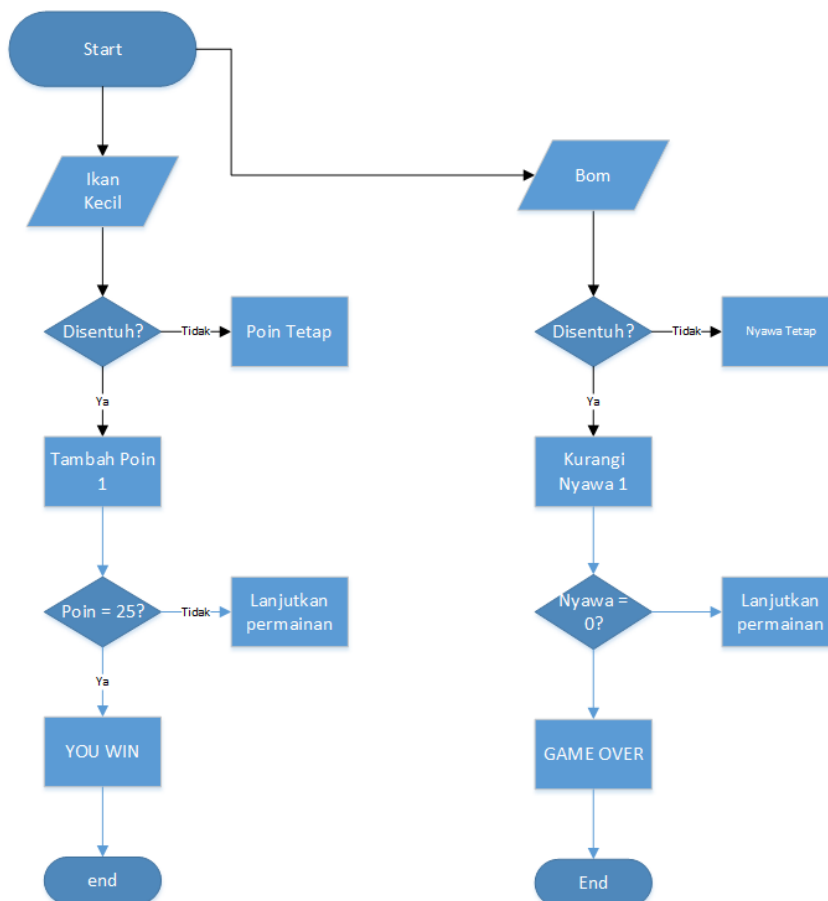 Start
Ikan
Kecil
Bom
Disentuh?
Tidak
Poin Tetap
Disentuh?
Tidak
Nyawa Tetap
Ya
Ya
Tambah Poin
1
Kurangi
Nyawa 1
Poin = 25?
Tidak
Lanjutkan
permainan
Nyawa =
0?
Lanjutkan
permainan
Ya
YOU WIN
GAME OVER
end
End